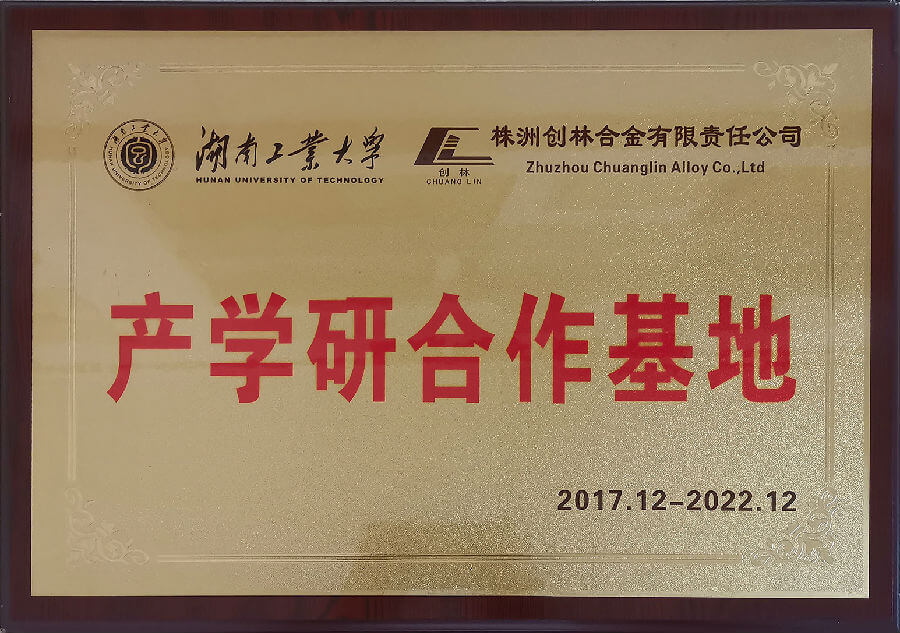 湖南工业大学
HUNAN UNIVERSITY OF TECHNOLOGY
创林
CHUANG LIN
株洲创林合金有限责任公司
Zhuzhou Chuanglin Alloy Co.,Ltd
产学研合作基地
2017.12-2022.12